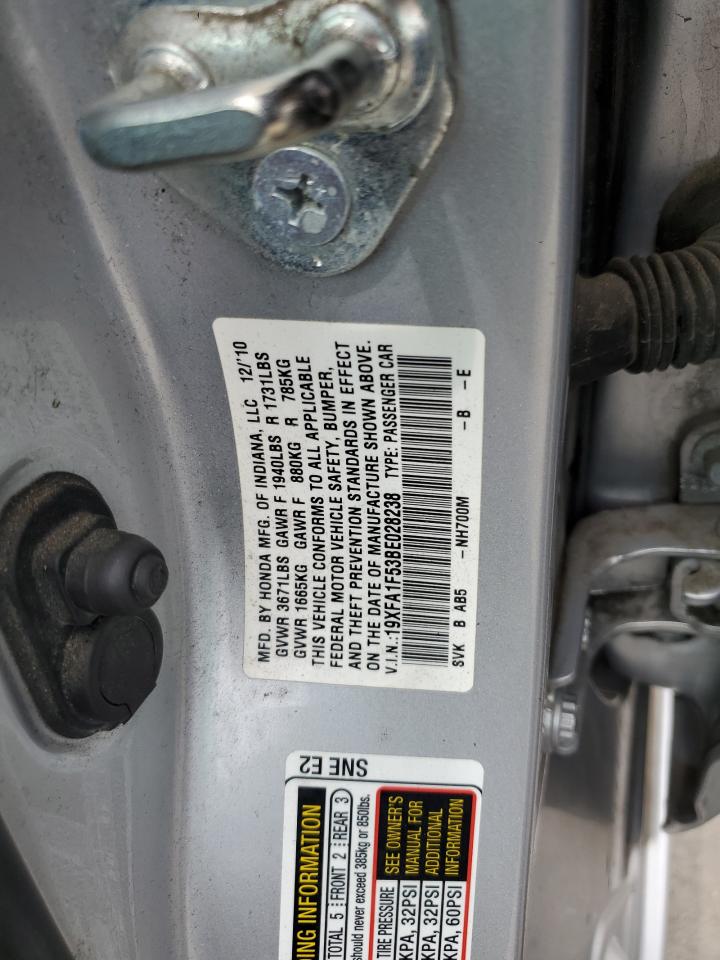 MFD. BY HONDA MFG. OF INDIANA, LLC 12/'10
GVWR 3671LBS GAWR F 1940LBS R 1731LBS
GVWR 1665KG GAWR F 880KG R 785KG
THIS VEHICLE CONFORMS TO ALL APPLICABLE
FEDERAL MOTOR VEHICLE SAFETY, BUMPER,
AND THEFT PREVENTION STANDARDS IN EFFECT
ON THE DATE OF MANUFACTURE SHOWN ABOVE.
V.I.N.:19XFA1F53BE028238 TYPE: PASSENGER CAR
SVK B AB5 -NH700M -B -E
SNE E2
ING INFORMATION
TOTAL 5 FRONT 2 REAR 3
should never exceed 385kg or 850lbs.
TIRE PRESSURE
KPA, 32PSI
KPA, 32PSI
KPA, 60PSI
SEE OWNER'S
MANUAL FOR
ADDITIONAL
INFORMATION